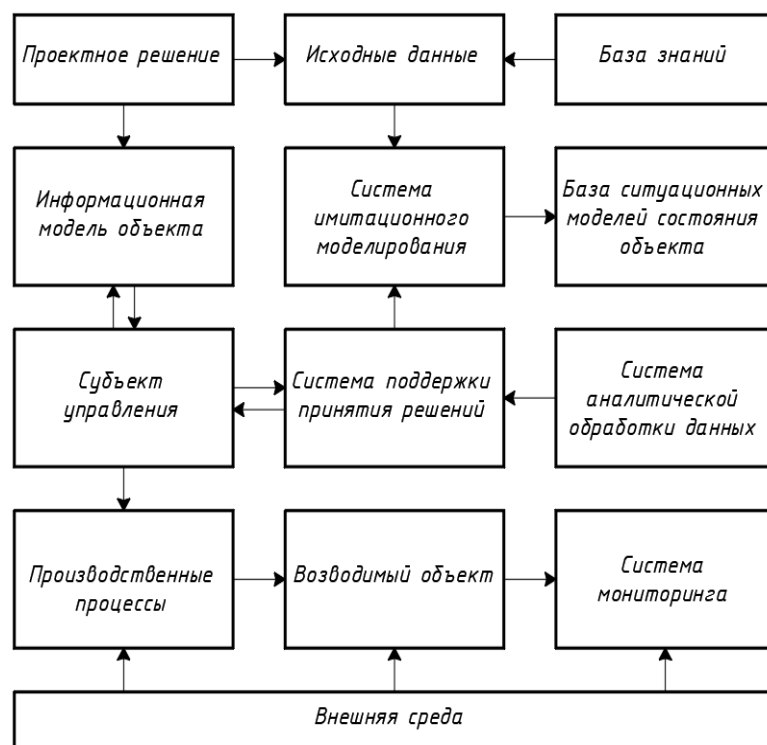 Проектное решение
Исходные данные
База знаний
Информационная
модель объекта
Система
имитационного
моделирования
База ситуационных
моделей состояния
объекта
Субъект
управления
Система поддержки
принятия решений
Система
аналитической
обработки данных
Производственные
процессы
Возводимый объект
Система
мониторинга
Внешняя среда